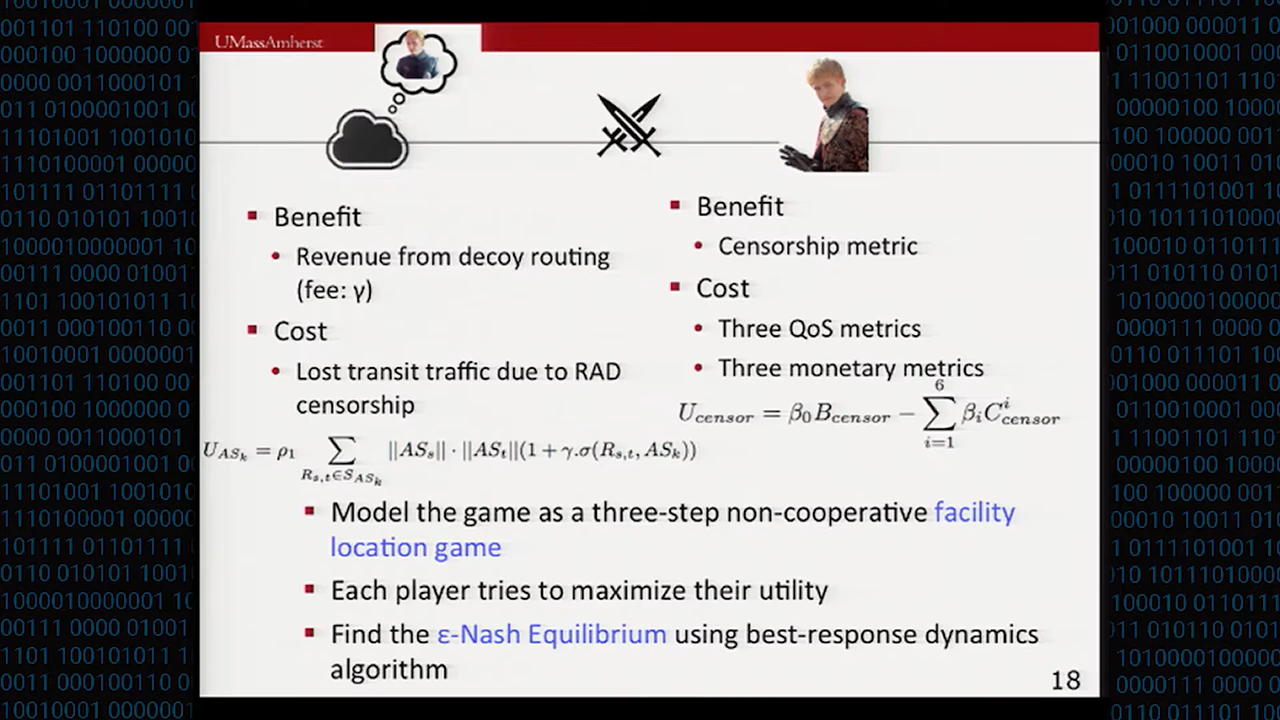 UMassAmherst
Benefit
Revenue from decoy routing
(fee: γ)
Cost
Lost transit traffic due to RAD
censorship
U_{AS_k} = ρ_1 ∑_{R_{s,t}∈S_{AS_k}} ||AS_s|| · ||AS_t||(1 + γ.σ(R_{s,t}, AS_k))
Benefit
Censorship metric
Cost
Three QoS metrics
Three monetary metrics
U_{censor} = β_0 B_{censor} − ∑_{i=1}^{6} β_i C^i_{censor}
Model the game as a three-step non-cooperative facility
location game
Each player tries to maximize their utility
Find the ε-Nash Equilibrium using best-response dynamics
algorithm
18